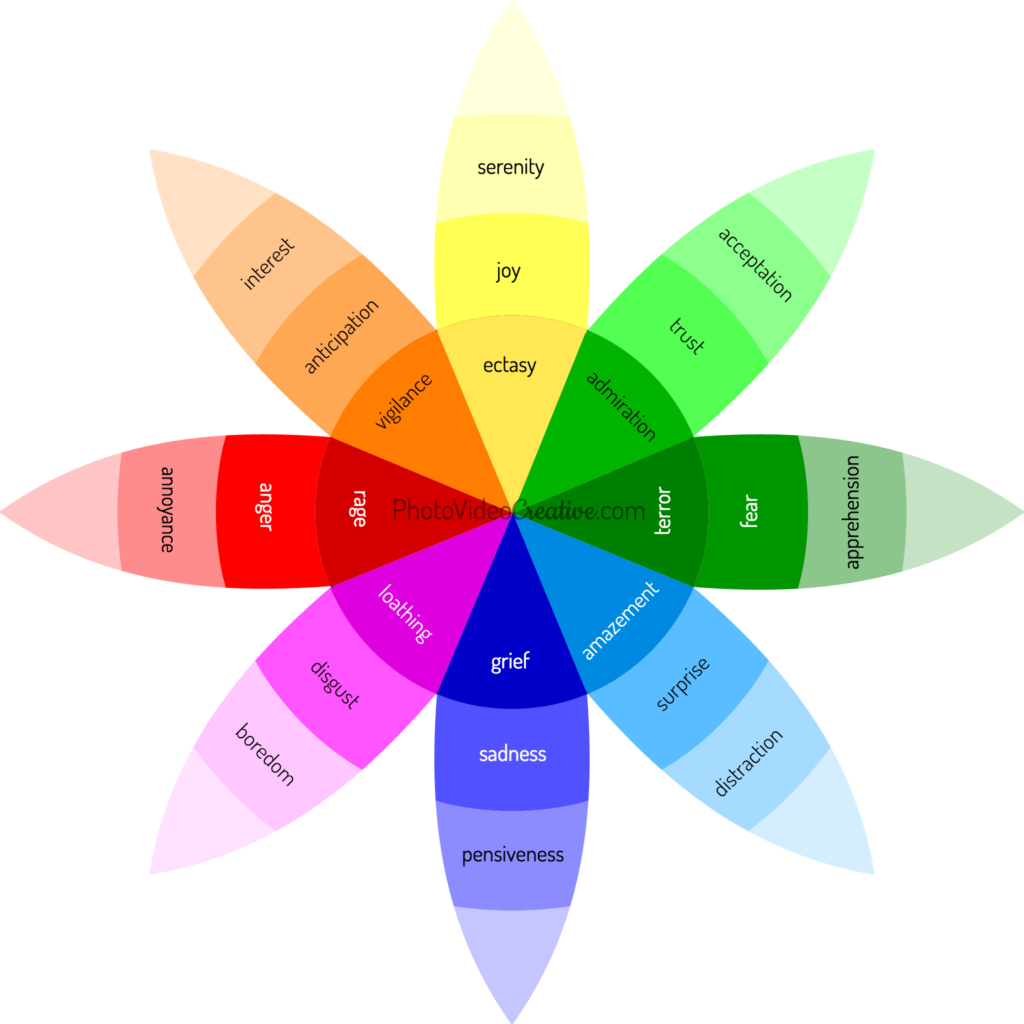 serenity
joy
ectasy
acceptation
trust
admiration
interest
anticipation
vigilance
annoyance
anger
rage
PhotoVideoCreative.com
terror
fear
apprehension
loathing
disgust
boredom
grief
sadness
pensiveness
amazement
surprise
distraction